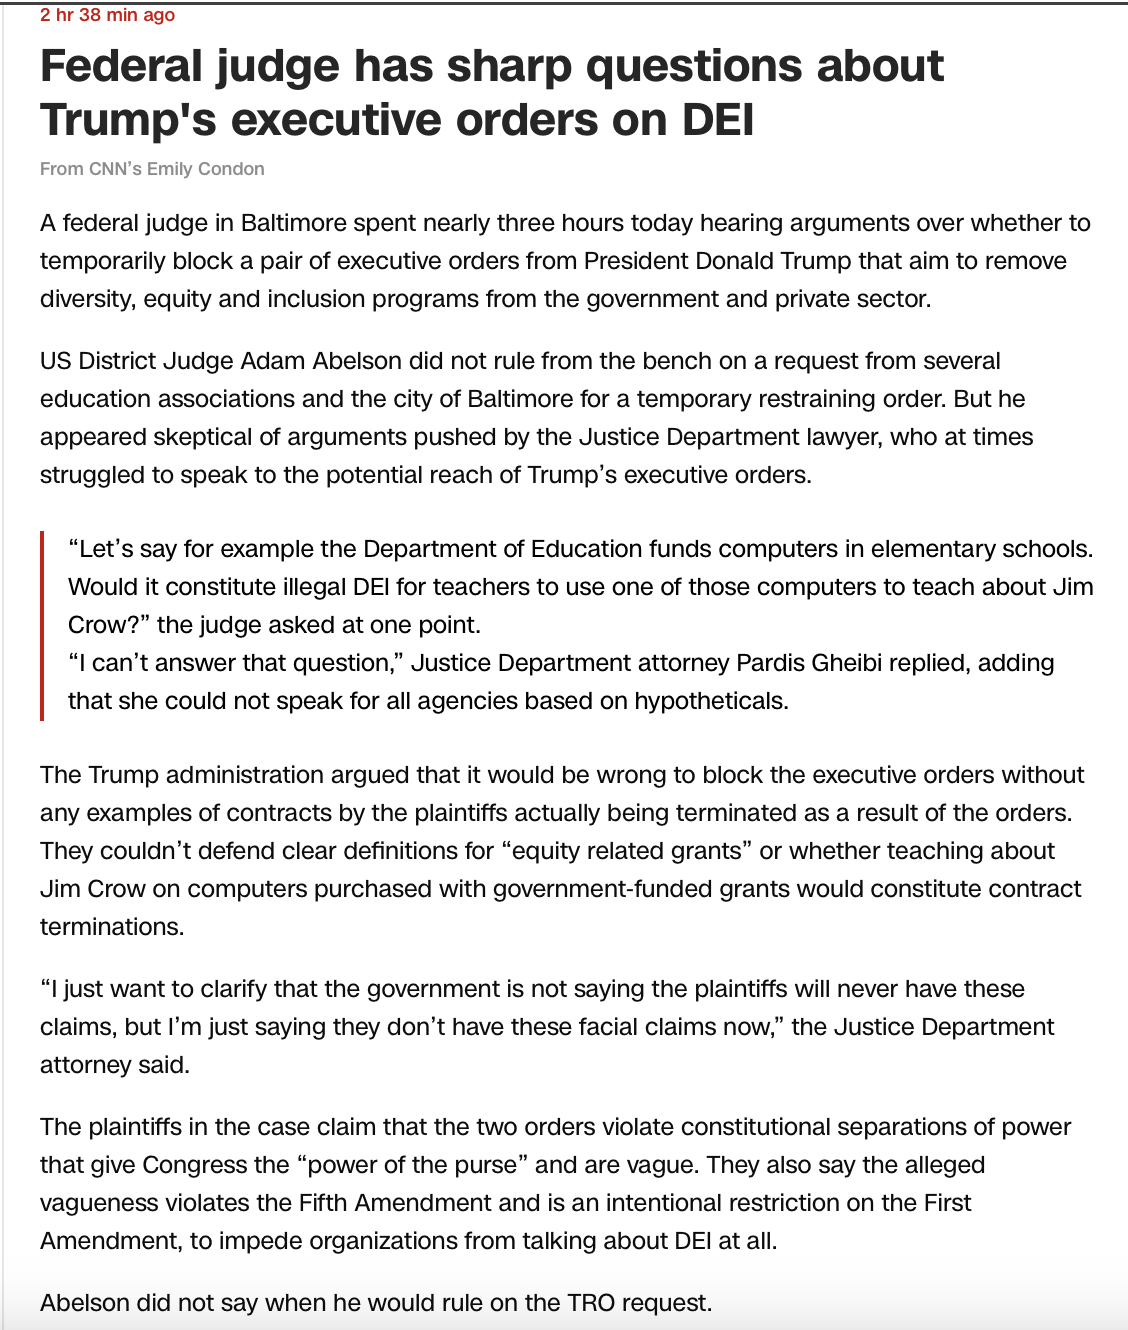 2 hr 38 min ago
Federal judge has sharp questions about
Trump's executive orders on DEI
From CNN’s Emily Condon
A federal judge in Baltimore spent nearly three hours today hearing arguments over whether to
temporarily block a pair of executive orders from President Donald Trump that aim to remove
diversity, equity and inclusion programs from the government and private sector.
US District Judge Adam Abelson did not rule from the bench on a request from several
education associations and the city of Baltimore for a temporary restraining order. But he
appeared skeptical of arguments pushed by the Justice Department lawyer, who at times
struggled to speak to the potential reach of Trump’s executive orders.
“Let’s say for example the Department of Education funds computers in elementary schools.
Would it constitute illegal DEI for teachers to use one of those computers to teach about Jim
Crow?” the judge asked at one point.
“I can’t answer that question,” Justice Department attorney Pardis Gheibi replied, adding
that she could not speak for all agencies based on hypotheticals.
The Trump administration argued that it would be wrong to block the executive orders without
any examples of contracts by the plaintiffs actually being terminated as a result of the orders.
They couldn’t defend clear definitions for “equity related grants” or whether teaching about
Jim Crow on computers purchased with government-funded grants would constitute contract
terminations.
“I just want to clarify that the government is not saying the plaintiffs will never have these
claims, but I’m just saying they don’t have these facial claims now,” the Justice Department
attorney said.
The plaintiffs in the case claim that the two orders violate constitutional separations of power
that give Congress the “power of the purse” and are vague. They also say the alleged
vagueness violates the Fifth Amendment and is an intentional restriction on the First
Amendment, to impede organizations from talking about DEI at all.
Abelson did not say when he would rule on the TRO request.